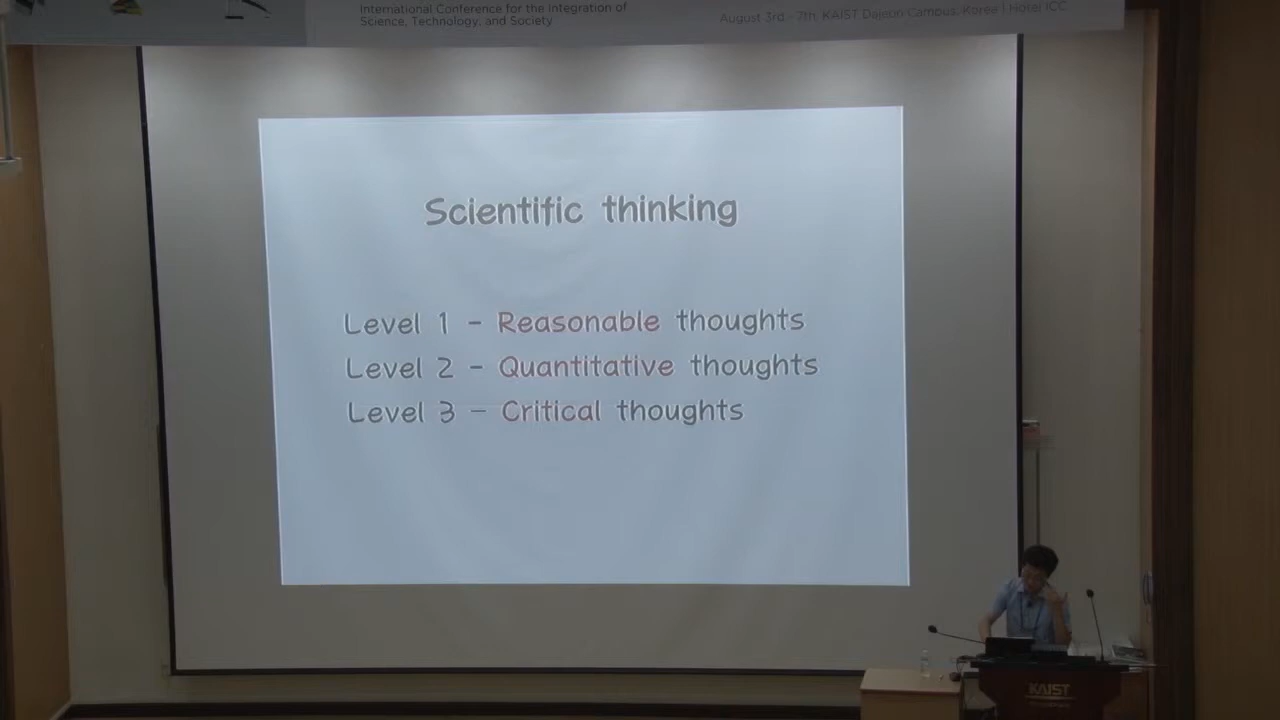 International Conference for the Integration of
Science, Technology, and Society
August 3rd - 7th, KAIST Dajeon Campus, Korea | Hotel ICC
Scientific thinking
Level 1 - Reasonable thoughts
Level 2 - Quantitative thoughts
Level 3 - Critical thoughts
KAIST